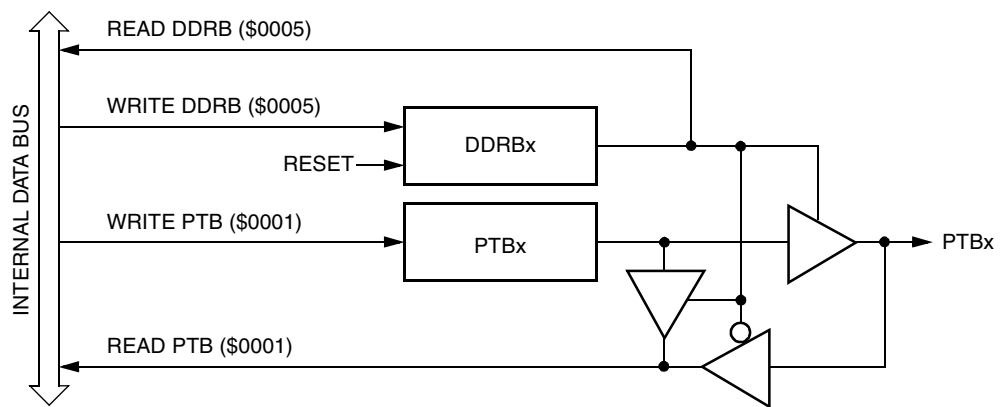 READ DDRB ($0005)
WRITE DDRB ($0005)
DDRBx
RESET
INTERNAL DATA BUS
WRITE PTB ($0001)
PTBx
PTBx
READ PTB ($0001)